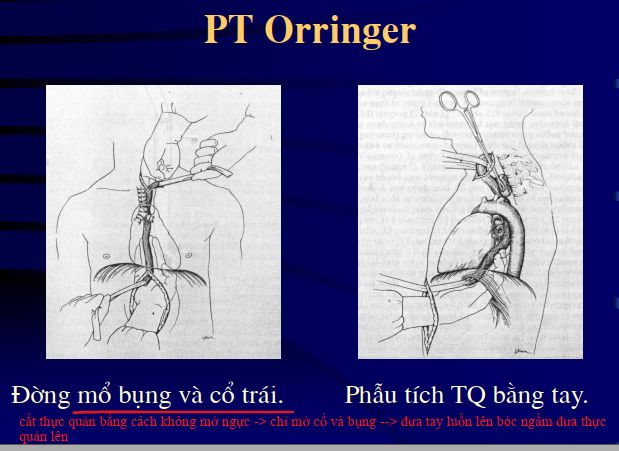 PT Orringer
Đờng mổ bụng và cổ trái.
Phẫu tích TQ bằng tay.
cắt thực quản bằng cách không mở ngực -> chỉ mở cổ và bụng --> đưa tay luồn lên bóc ngầm đưa thực
quản lên